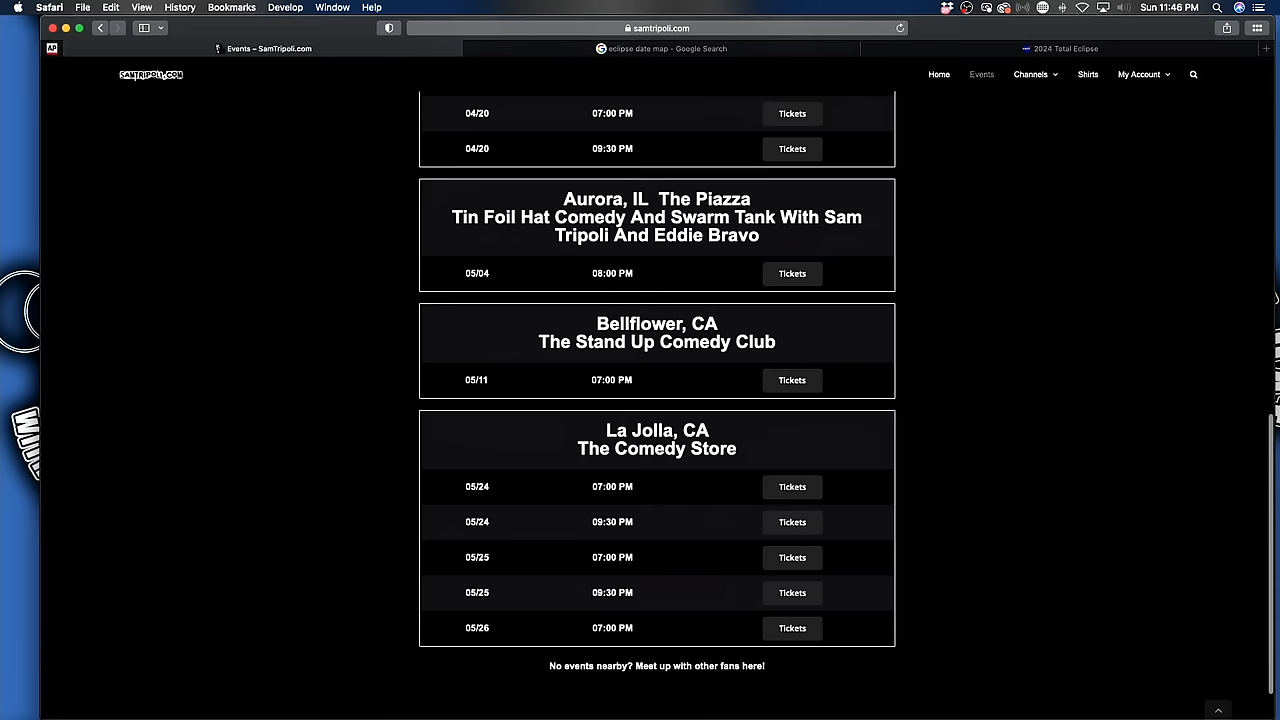 Safari File Edit View History Bookmarks Develop Window Help Sun 11:46 PM
samtripoli.com
AP Events – SamTripoli.com eclipse date map - Google Search 2024 Total Eclipse
SAMTRIPOLI.COM Home Events Channels Shirts My Account
04/20 07:00 PM Tickets
04/20 09:30 PM Tickets
Aurora, IL The Piazza
Tin Foil Hat Comedy And Swarm Tank With Sam
Tripoli And Eddie Bravo
05/04 08:00 PM Tickets
Bellflower, CA
The Stand Up Comedy Club
05/11 07:00 PM Tickets
La Jolla, CA
The Comedy Store
05/24 07:00 PM Tickets
05/24 09:30 PM Tickets
05/25 07:00 PM Tickets
05/25 09:30 PM Tickets
05/26 07:00 PM Tickets
No events nearby? Meet up with other fans here!